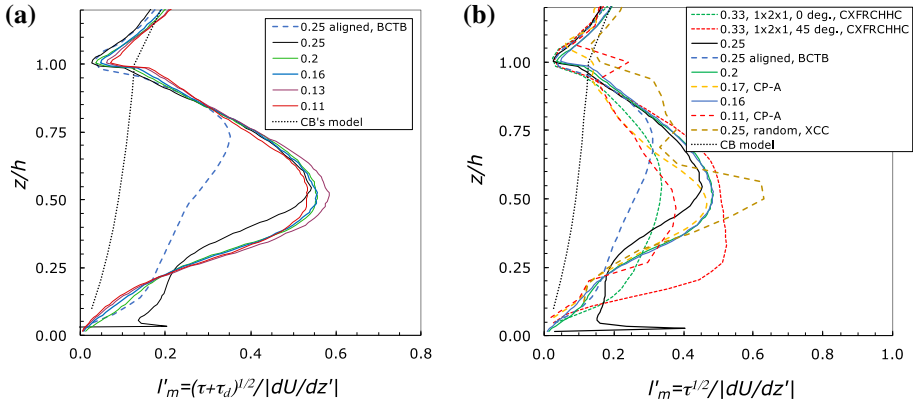 (a)
z/h
1.00
0.75
0.50
0.25
0.00
0.0 0.2 0.4 0.6 0.8
l'm=(τ+τd)1/2/|dU/dz'|
0.25 aligned, BCTB
0.25
0.2
0.16
0.13
0.11
CB's model
(b)
z/h
1.00
0.75
0.50
0.25
0.00
0.0 0.2 0.4 0.6 0.8 1.0
l'm=τ1/2/|dU/dz'|
0.33, 1x2x1, 0 deg., CXFRCHHC
0.33, 1x2x1, 45 deg., CXFRCHHC
0.25
0.25 aligned, BCTB
0.2
0.17, CP-A
0.16
0.11, CP-A
0.25, random, XCC
CB model